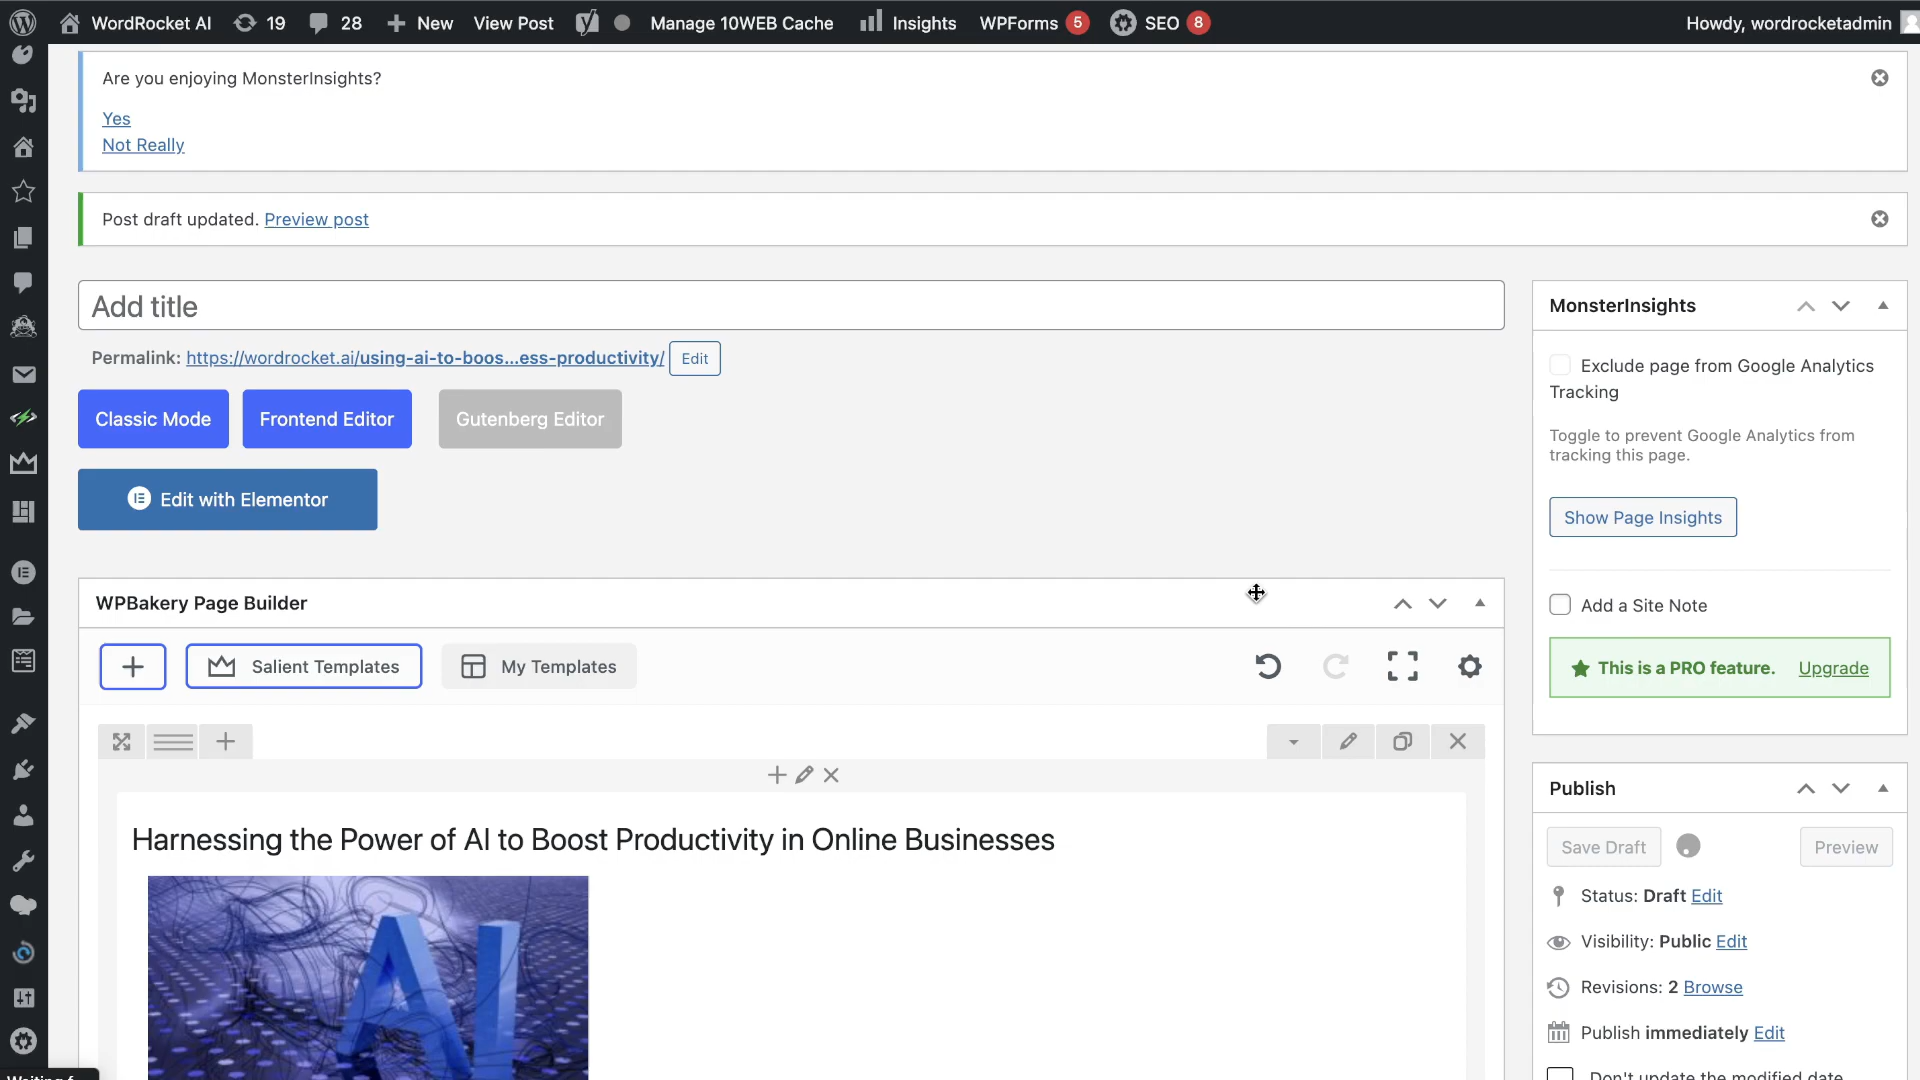 WordRocket AI 19 28 New View Post Manage 10WEB Cache Insights WPForms 5 SEO 8 Howdy, wordrocketadmin
Are you enjoying MonsterInsights?
Yes
Not Really
Post draft updated. Preview post
Add title
Permalink: https://wordrocket.ai/using-ai-to-boos...ess-productivity/ Edit
Classic Mode Frontend Editor Gutenberg Editor
Edit with Elementor
WPBakery Page Builder
Salient Templates My Templates
Harnessing the Power of AI to Boost Productivity in Online Businesses
AI
MonsterInsights
Exclude page from Google Analytics
Tracking
Toggle to prevent Google Analytics from
tracking this page.
Show Page Insights
Add a Site Note
This is a PRO feature. Upgrade
Publish
Save Draft Preview
Status: Draft Edit
Visibility: Public Edit
Revisions: 2 Browse
Publish immediately Edit
Don't update the modified date